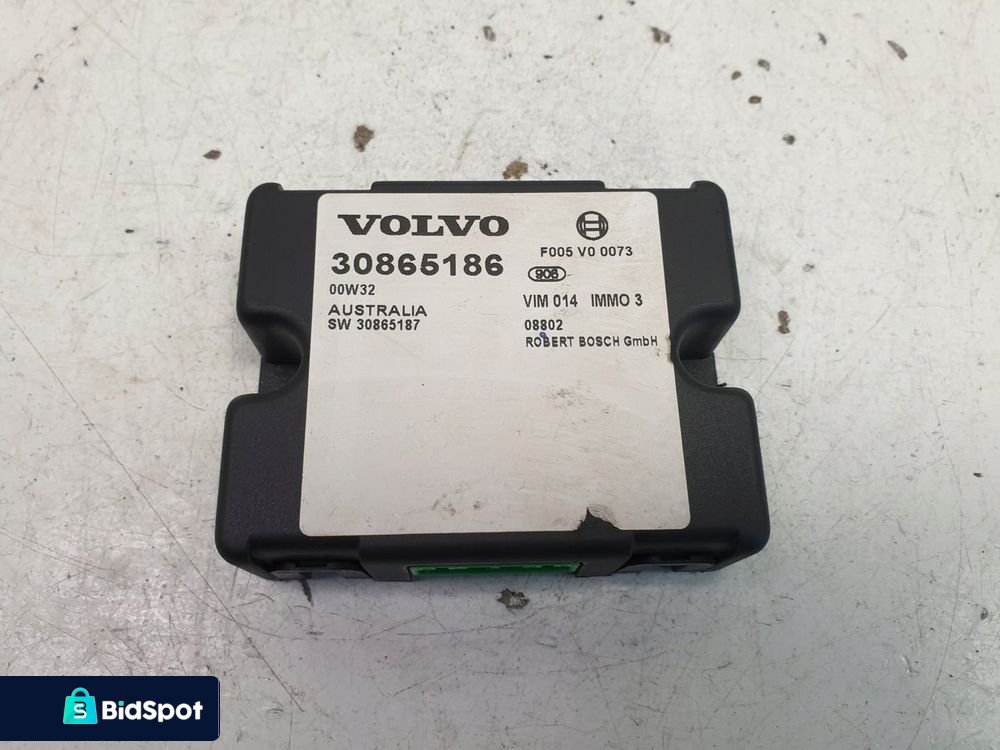 VOLVO
30865186
00W32
AUSTRALIA
SW 30865187
F005 V0 0073
906
VIM 014 IMMO 3
08802
ROBERT BOSCH GmbH
BidSpot